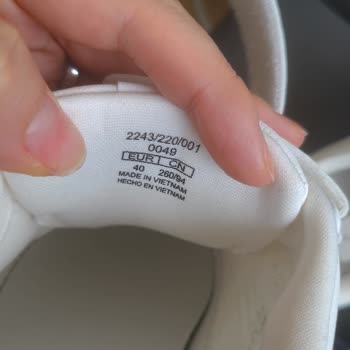 2243/220/001
0049
EUR CN
40 260/94
MADE IN VIETNAM
HECHO EN VIETNAM